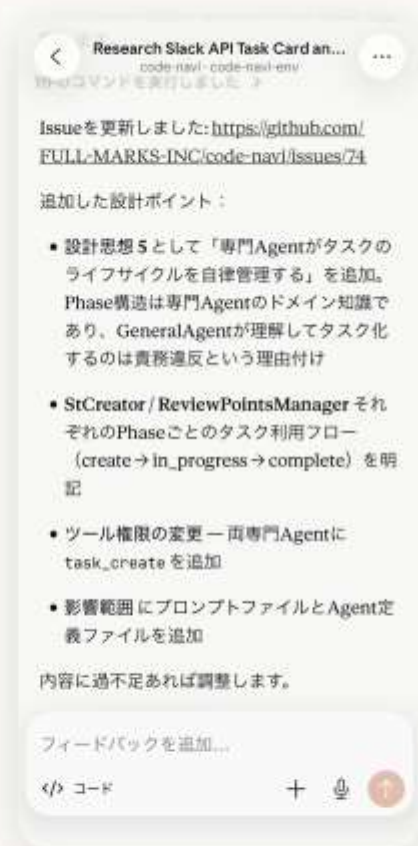 Research Slack API Task Card an...
code-navi · code-navi-env
のコマンドを実行しました >
Issueを更新しました: https://github.com/
FULL-MARKS-INC/code-navi/issues/74
追加した設計ポイント：
• 設計思想 5 として「専門Agentがタスクの
ライフサイクルを自律管理する」を追加。
Phase構造は専門Agentのドメイン知識で
あり、GeneralAgentが理解してタスク化
するのは責務違反という理由付け
• StCreator / ReviewPointsManager それ
ぞれのPhaseごとのタスク利用フロー
（create → in_progress → complete）を明
記
• ツール権限の変更 — 両専門Agentに
task_create を追加
• 影響範囲 にプロンプトファイルとAgent定
義ファイルを追加
内容に過不足あれば調整します。
フィードバックを追加...
</> コード